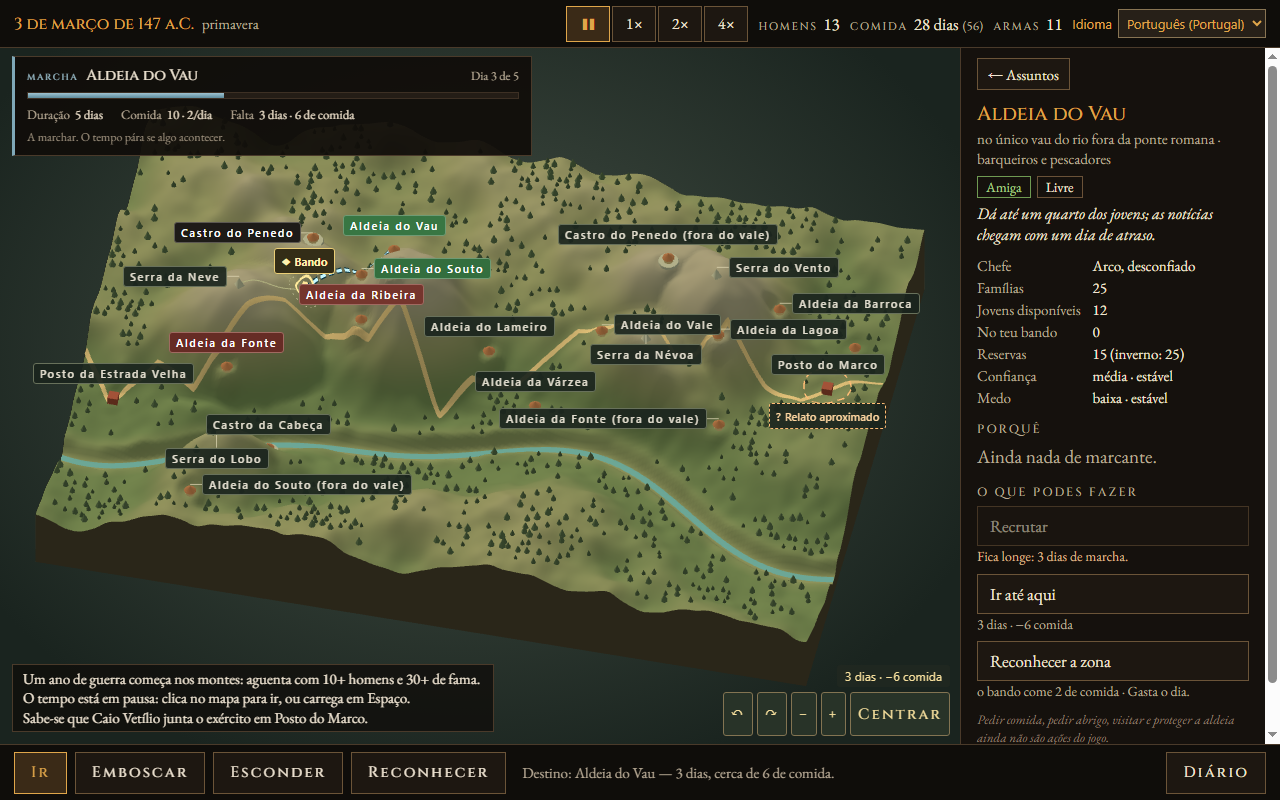 3 DE MARÇO DE 147 A.C. primavera
1× 2× 4×
HOMENS 13 COMIDA 28 dias (56) ARMAS 11 Idioma Português (Portugal)
MARCHA ALDEIA DO VAU Dia 3 de 5
Duração 5 dias Comida 10 · 2/dia Falta 3 dias · 6 de comida
A marchar. O tempo pára se algo acontecer.
Aldeia do Vau
Castro do Penedo
Castro do Penedo (fora do vale)
◆ Bando
Aldeia do Souto
Serra do Vento
Serra da Neve
Aldeia da Ribeira
Aldeia da Barroca
Aldeia do Lameiro
Aldeia do Vale
Aldeia da Lagoa
Aldeia da Fonte
Serra da Névoa
Posto da Estrada Velha
Posto do Marco
Aldeia da Várzea
? Relato aproximado
Castro da Cabeça
Aldeia da Fonte (fora do vale)
Serra do Lobo
Aldeia do Souto (fora do vale)
Um ano de guerra começa nos montes: aguenta com 10+ homens e 30+ de fama.
O tempo está em pausa: clica no mapa para ir, ou carrega em Espaço.
Sabe-se que Caio Vetílio junta o exército em Posto do Marco.
3 dias · −6 comida
↶ ↷ − + CENTRAR
← Assuntos
ALDEIA DO VAU
no único vau do rio fora da ponte romana ·
barqueiros e pescadores
Amiga Livre
Dá até um quarto dos jovens; as notícias
chegam com um dia de atraso.
Chefe Arco, desconfiado
Famílias 25
Jovens disponíveis 12
No teu bando 0
Reservas 15 (inverno: 25)
Confiança média · estável
Medo baixa · estável
PORQUÊ
Ainda nada de marcante.
O QUE PODES FAZER
Recrutar
Fica longe: 3 dias de marcha.
Ir até aqui
3 dias · −6 comida
Reconhecer a zona
o bando come 2 de comida · Gasta o dia.
Pedir comida, pedir abrigo, visitar e proteger a aldeia
ainda não são ações do jogo.
IR EMBOSCAR ESCONDER RECONHECER Destino: Aldeia do Vau — 3 dias, cerca de 6 de comida. DIÁRIO